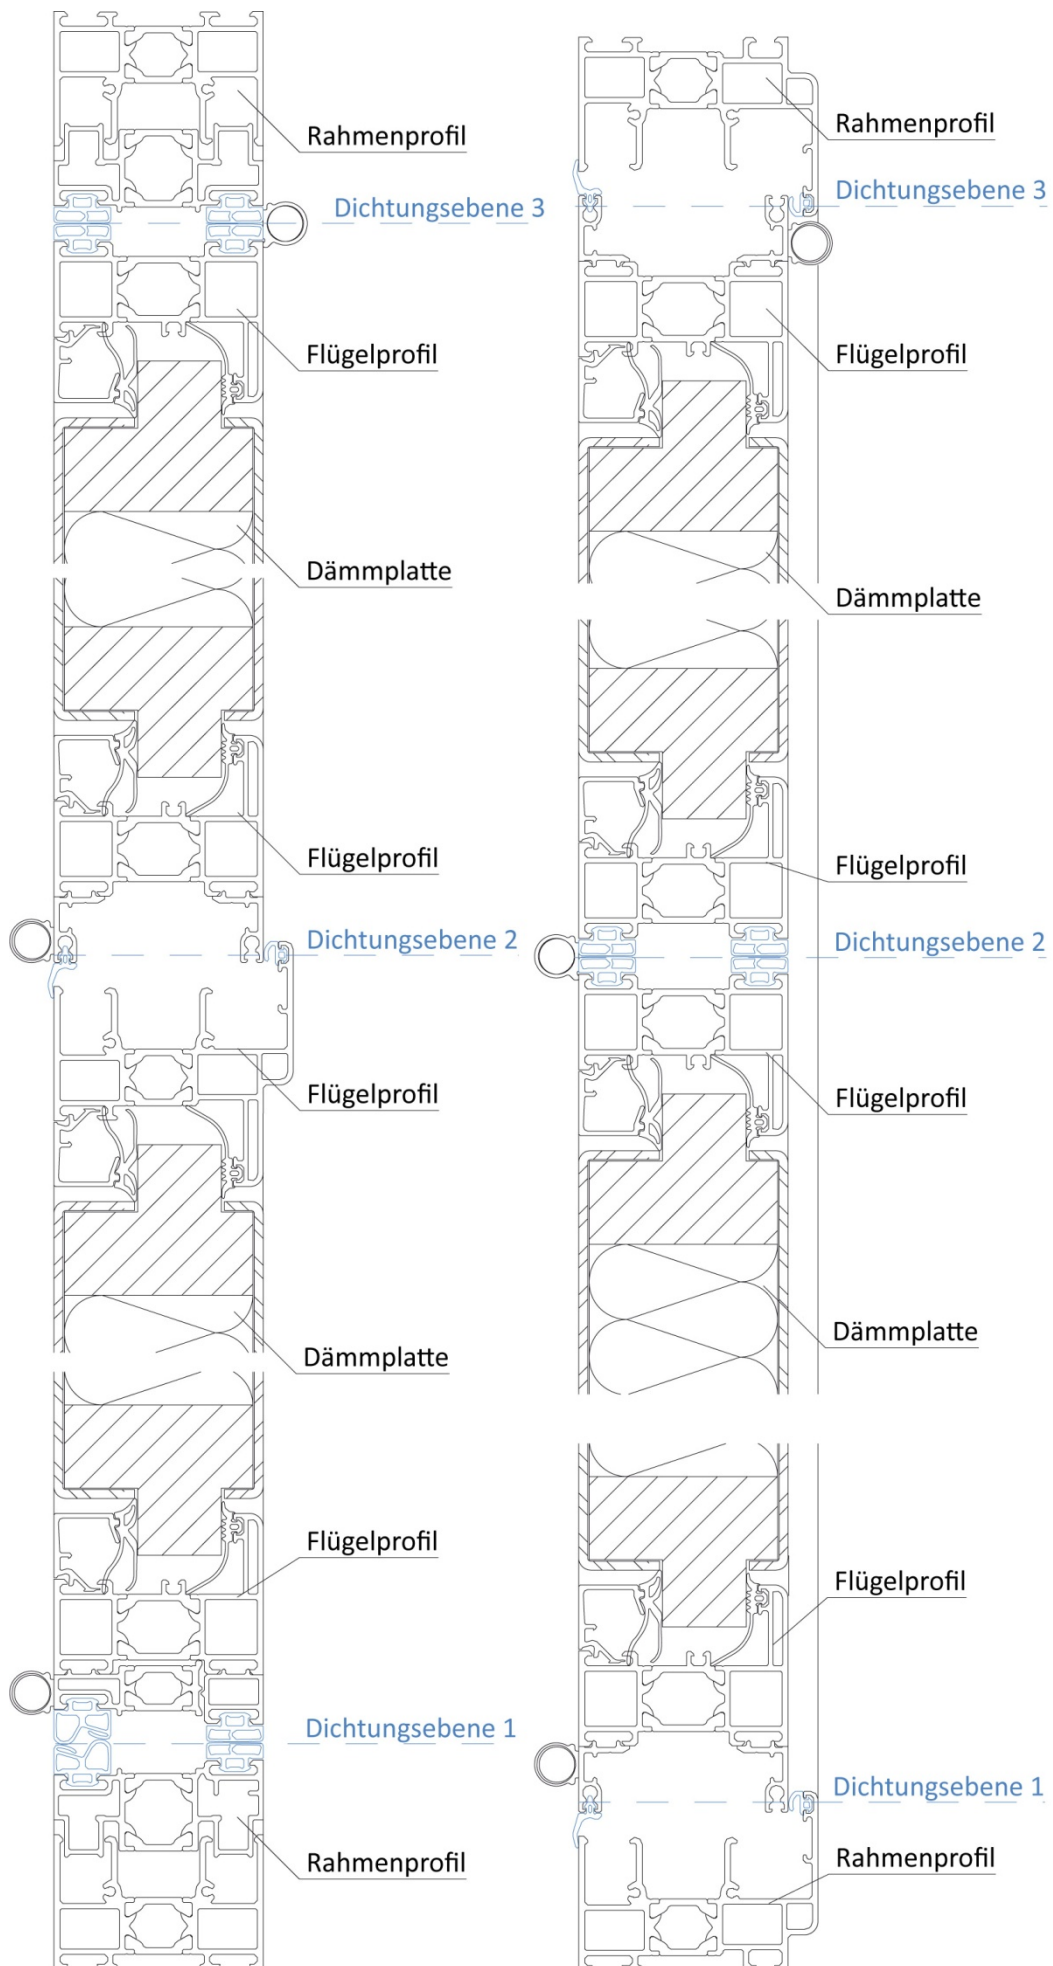 Rahmenprofil
Dichtungsebene 3
Flügelprofil
Dämmplatte
Flügelprofil
Dichtungsebene 2
Flügelprofil
Dämmplatte
Flügelprofil
Dichtungsebene 1
Rahmenprofil
Rahmenprofil
Dichtungsebene 3
Flügelprofil
Dämmplatte
Flügelprofil
Dichtungsebene 2
Flügelprofil
Dämmplatte
Flügelprofil
Dichtungsebene 1
Rahmenprofil